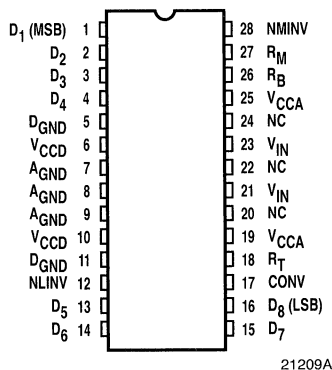 D1 (MSB) 1 28 NMINV
D2 2 27 RM
D3 3 26 RB
D4 4 25 VCCA
DGND 5 24 NC
VCCD 6 23 VIN
AGND 7 22 NC
AGND 8 21 VIN
AGND 9 20 NC
VCCD 10 19 VCCA
DGND 11 18 RT
NLINV 12 17 CONV
D5 13 16 D8 (LSB)
D6 14 15 D7
21209A